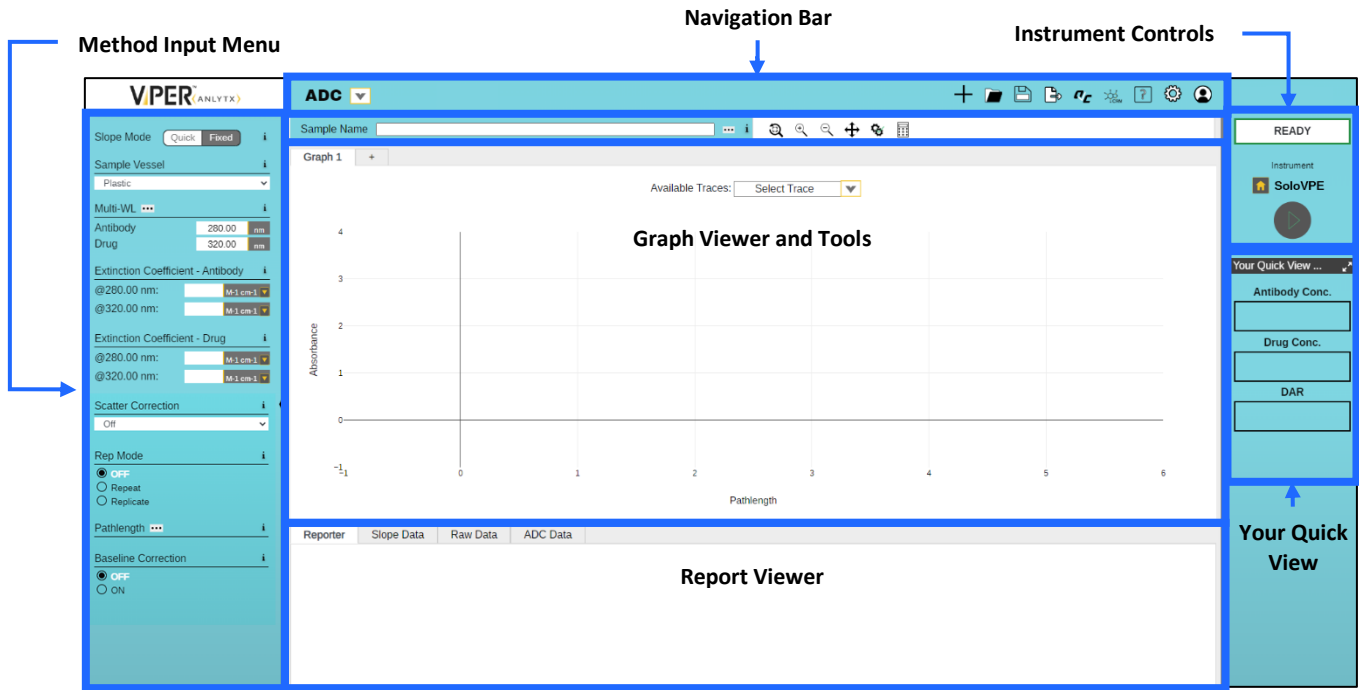 Navigation Bar
Method Input Menu
Instrument Controls
VIPER™ (ANLYTX)
ADC
Slope Mode Quick Fixed i
Sample Vessel i
Plastic
Multi-WL ••• i
Antibody 280.00 nm
Drug 320.00 nm
Extinction Coefficient - Antibody i
@280.00 nm: M-1 cm-1
@320.00 nm: M-1 cm-1
Extinction Coefficient - Drug i
@280.00 nm: M-1 cm-1
@320.00 nm: M-1 cm-1
Scatter Correction i
Off
Rep Mode i
OFF
Repeat
Replicate
Pathlength ••• i
Baseline Correction i
OFF
ON
Sample Name ••• i
Graph 1 +
Available Traces: Select Trace
Graph Viewer and Tools
Absorbance
4
3
2
1
0
−1
−1 0 1 2 3 4 5 6
Pathlength
Reporter Slope Data Raw Data ADC Data
Report Viewer
READY
Instrument
SoloVPE
Your Quick View ...
Antibody Conc.
Drug Conc.
DAR
Your Quick
View